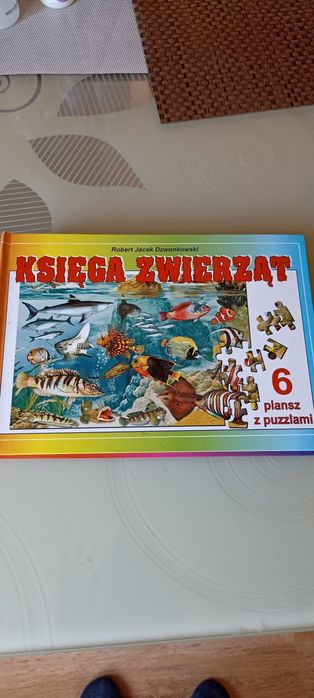 Robert Jacek Dzwonkowski
KSIĘGA ZWIERZĄT
6
plansz
z puzzlami